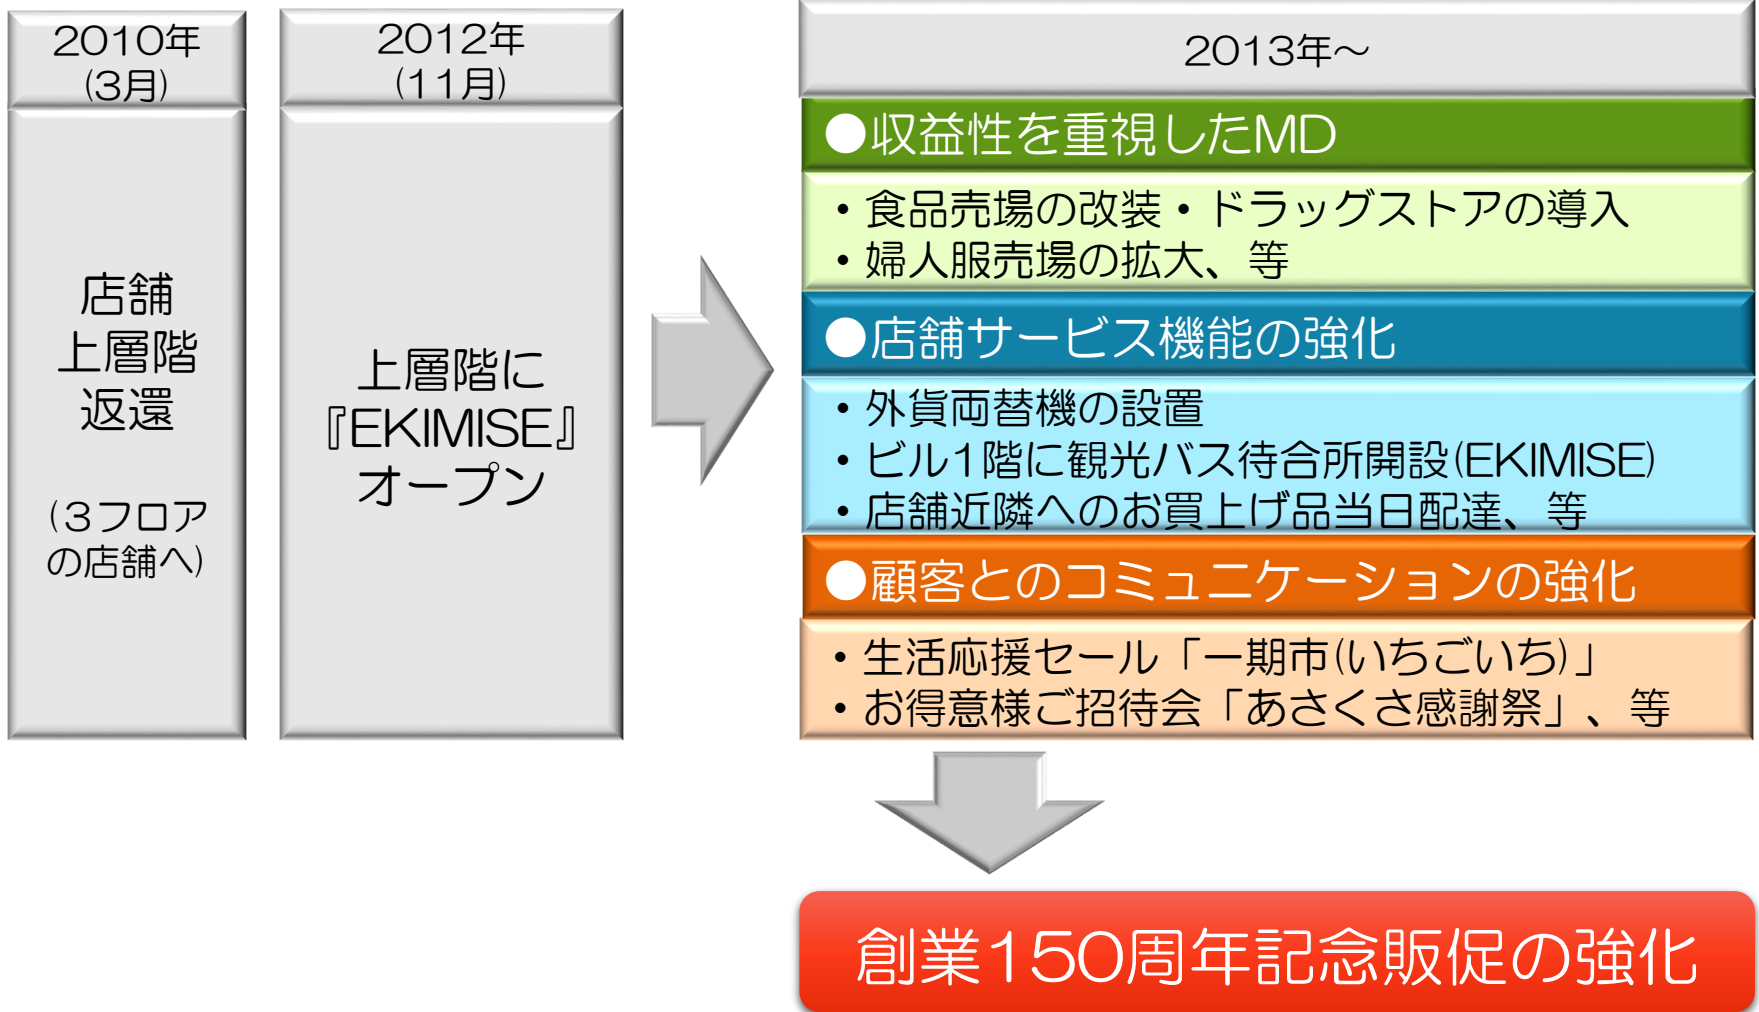 2010年
(3月)
店舗
上層階
返還
(3フロア
の店舗へ)
2012年
(11月)
上層階に
『EKIMISE』
オープン
2013年～
●収益性を重視したMD
・食品売場の改装・ドラッグストアの導入
・婦人服売場の拡大、等
●店舗サービス機能の強化
・外貨両替機の設置
・ビル1階に観光バス待合所開設(EKIMISE)
・店舗近隣へのお買上げ品当日配達、等
●顧客とのコミュニケーションの強化
・生活応援セール「一期市(いちごいち)」
・お得意様ご招待会「あさくさ感謝祭」、等
創業150周年記念販促の強化